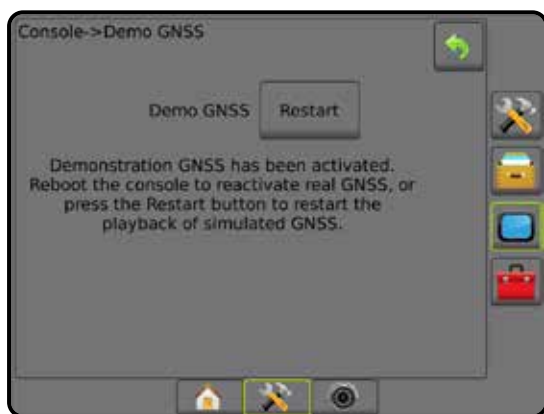 Console->Demo GNSS
Demo GNSS Restart
Demonstration GNSS has been activated.
Reboot the console to reactivate real GNSS, or
press the Restart button to restart the
playback of simulated GNSS.